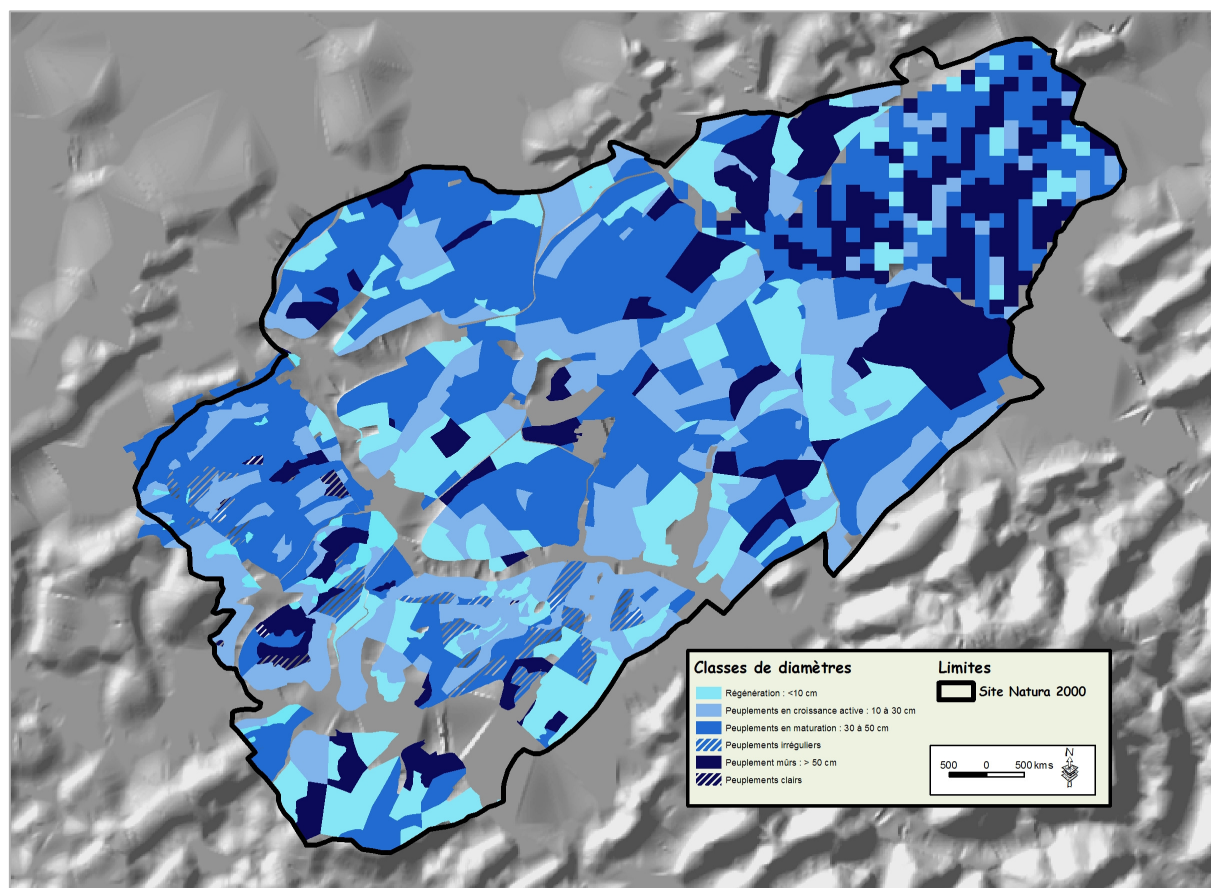 Classes de diamètres
Régénération : <10 cm
Peuplements en croissance active : 10 à 30 cm
Peuplements en maturation : 30 à 50 cm
Peuplements irréguliers
Peuplement mûrs : > 50 cm
Peuplements clairs
Limites
Site Natura 2000
N
500 0 500 kms